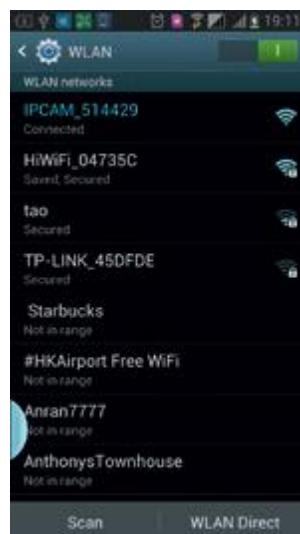 19:11
WLAN
WLAN networks
IPCAM_514429
Connected
HiWiFi_04735C
Saved, Secured
tao
Secured
TP-LINK_45DFDE
Secured
Starbucks
Not in range
#HKAirport Free WiFi
Not in range
Anran7777
Not in range
AnthonysTownhouse
Not in range
Scan
WLAN Direct